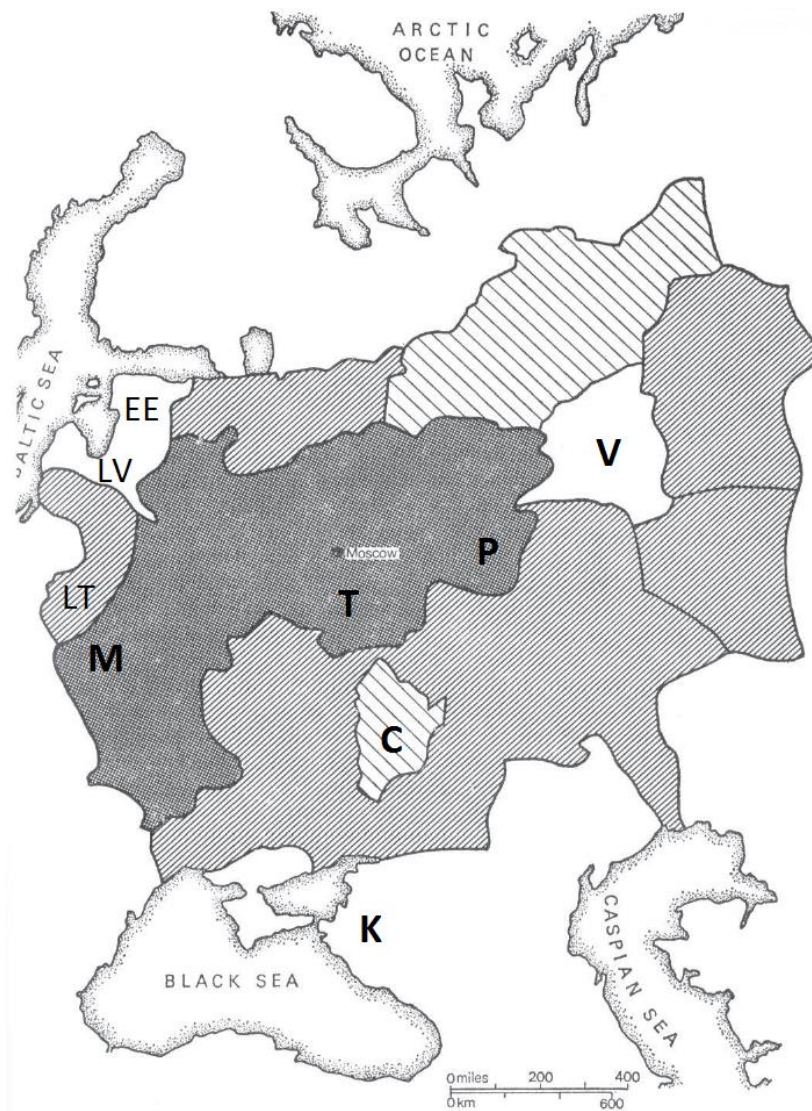 ARCTIC
OCEAN
BALTIC SEA
EE
LV
V
Moscow
P
LT
T
M
C
K
BLACK SEA
CASPIAN SEA
0 miles 200 400
0 km 600